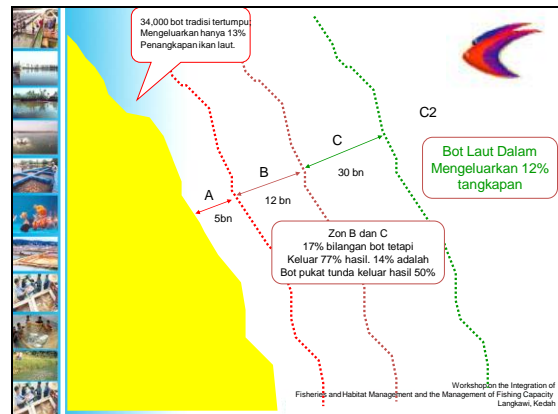 34,000 bot tradisi tertumpu:
Mengeluarkan hanya 13%
Penangkapan ikan laut.
C2
C
Bot Laut Dalam
Mengeluarkan 12%
tangkapan
B
30 bn
A
12 bn
5bn
Zon B dan C
17% bilangan bot tetapi
Keluar 77% hasil. 14% adalah
Bot pukat tunda keluar hasil 50%
Workshop on the Integration of
Fisheries and Habitat Management and the Management of Fishing Capacity
Langkawi, Kedah